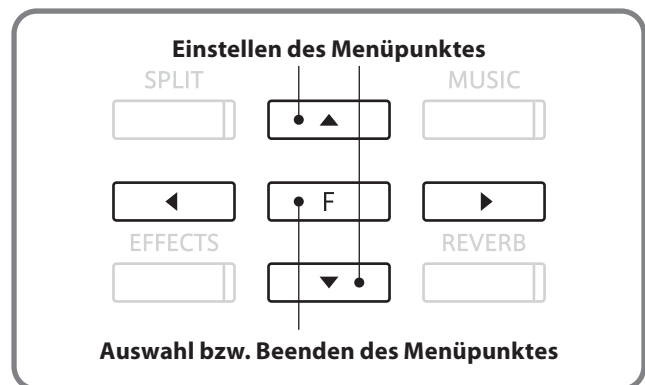 Einstellen des Menüpunktes
SPLIT MUSIC
F
EFFECTS REVERB
Auswahl bzw. Beenden des Menüpunktes